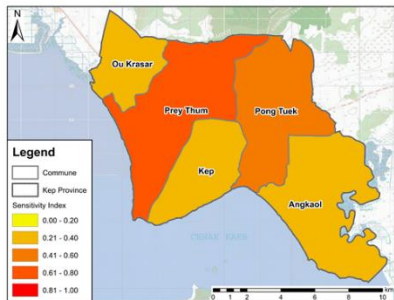 N
Ou Krasar
Prey Thum
Pong Tuek
Kep
Angkaol
Legend
Commune
Kep Province
Sensitivity Index
0.00 - 0.20
0.21 - 0.40
0.41 - 0.60
0.61 - 0.80
0.81 - 1.00
km
0 1 2 4 6 8 10